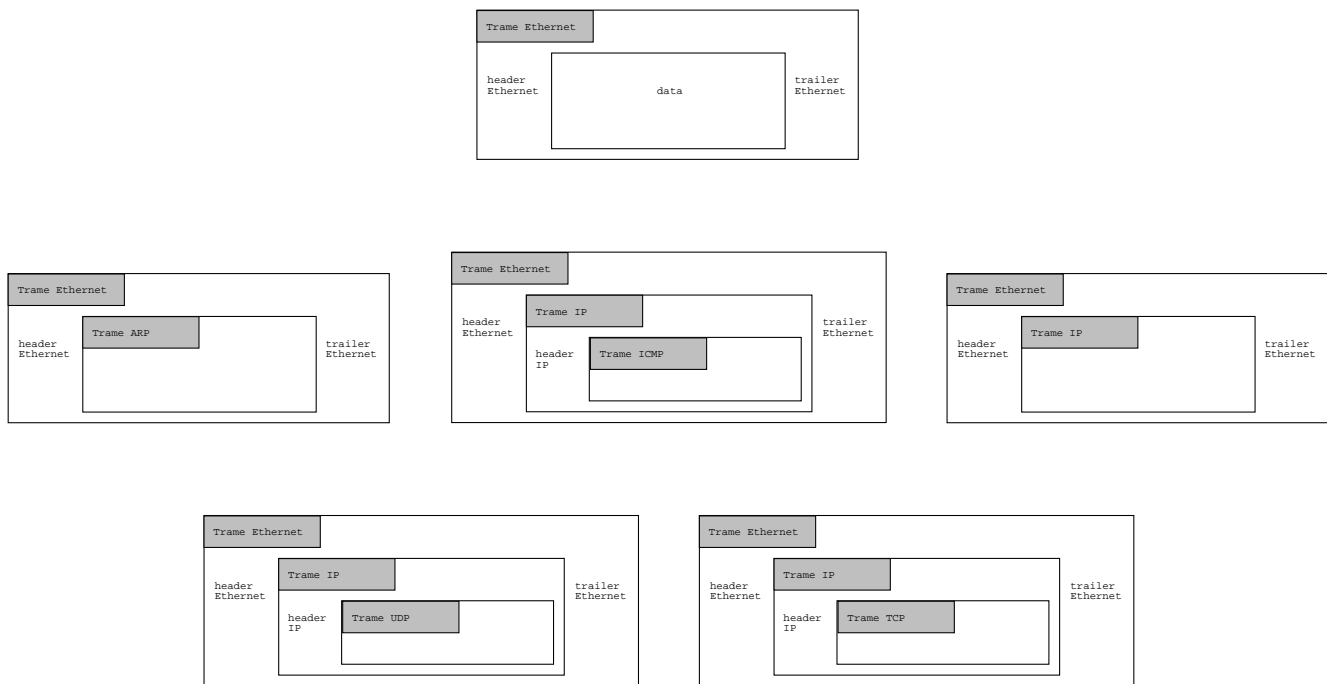 Trame Ethernet
header
Ethernet
data
trailer
Ethernet
Trame Ethernet
Trame ARP
header
Ethernet
trailer
Ethernet
Trame Ethernet
Trame IP
header
Ethernet
header
IP
Trame ICMP
trailer
Ethernet
Trame Ethernet
Trame IP
header
Ethernet
trailer
Ethernet
Trame Ethernet
Trame IP
header
Ethernet
header
IP
Trame UDP
trailer
Ethernet
Trame Ethernet
Trame IP
header
Ethernet
header
IP
Trame TCP
trailer
Ethernet